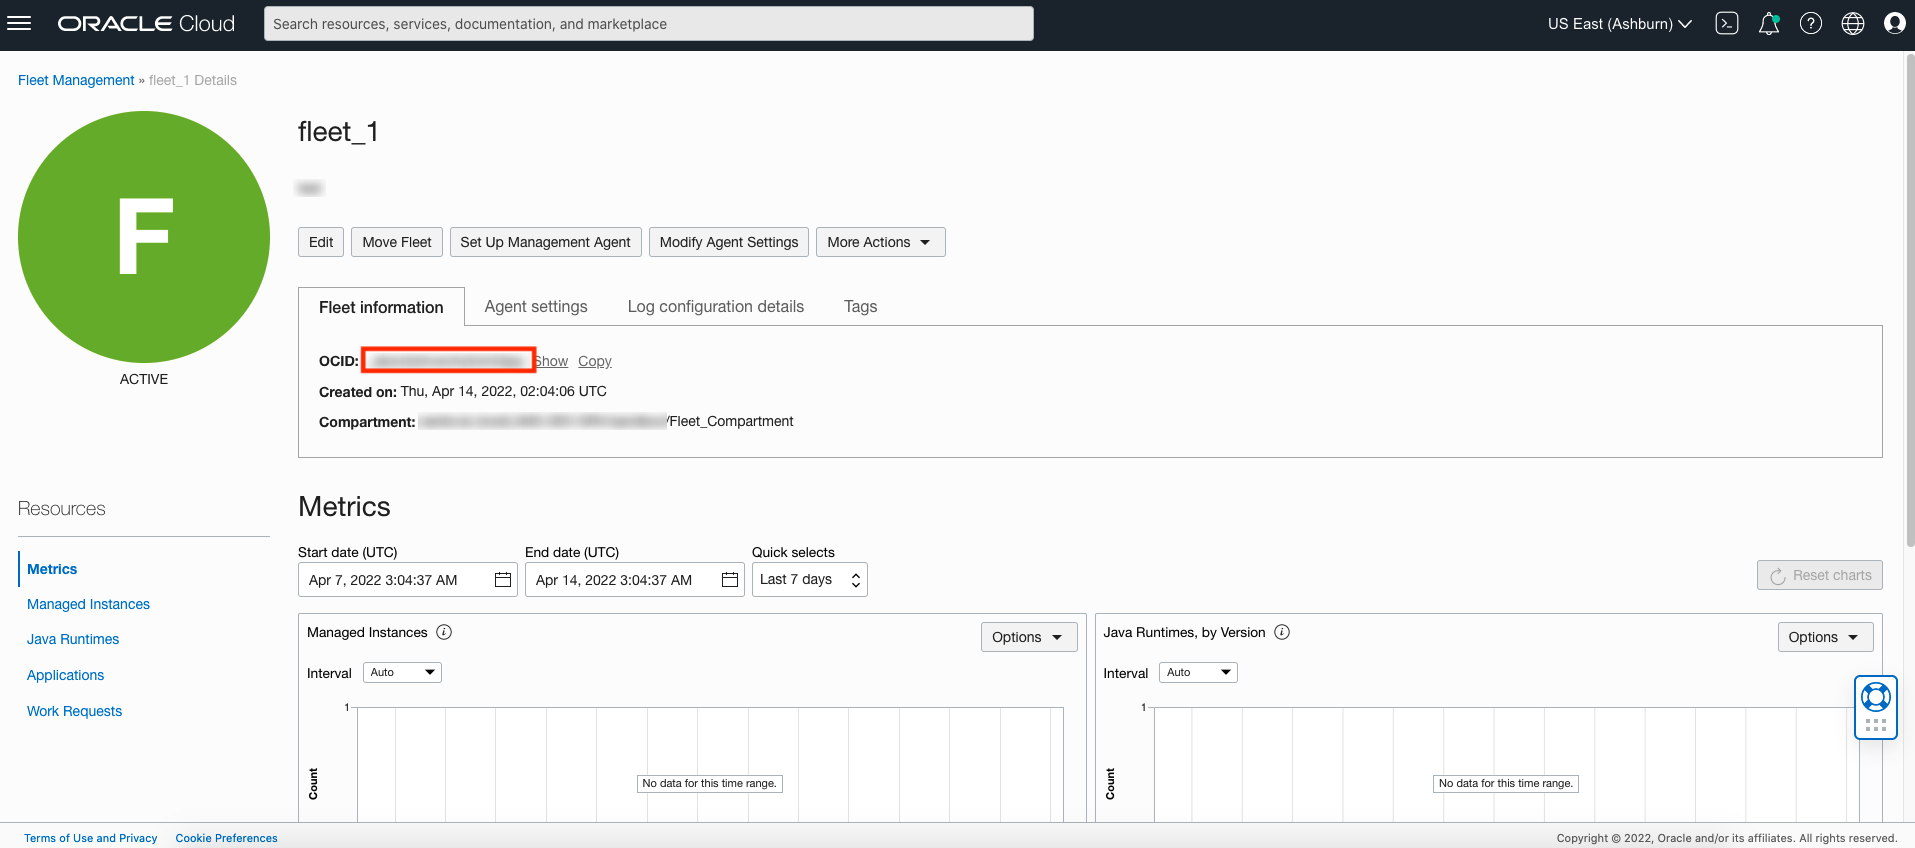 ORACLE Cloud
Search resources, services, documentation, and marketplace
US East (Ashburn)
Fleet Management » fleet_1 Details
F
ACTIVE
fleet_1
Edit
Move Fleet
Set Up Management Agent
Modify Agent Settings
More Actions
Fleet information
Agent settings
Log configuration details
Tags
OCID: Show Copy
Created on: Thu, Apr 14, 2022, 02:04:06 UTC
Compartment: /Fleet_Compartment
Resources
Metrics
Managed Instances
Java Runtimes
Applications
Work Requests
Metrics
Start date (UTC)
Apr 7, 2022 3:04:37 AM
End date (UTC)
Apr 14, 2022 3:04:37 AM
Quick selects
Last 7 days
Reset charts
Managed Instances
Options
Interval Auto
1
Count
No data for this time range.
Java Runtimes, by Version
Options
Interval Auto
1
Count
No data for this time range.
Terms of Use and Privacy
Cookie Preferences
Copyright © 2022, Oracle and/or its affiliates. All rights reserved.